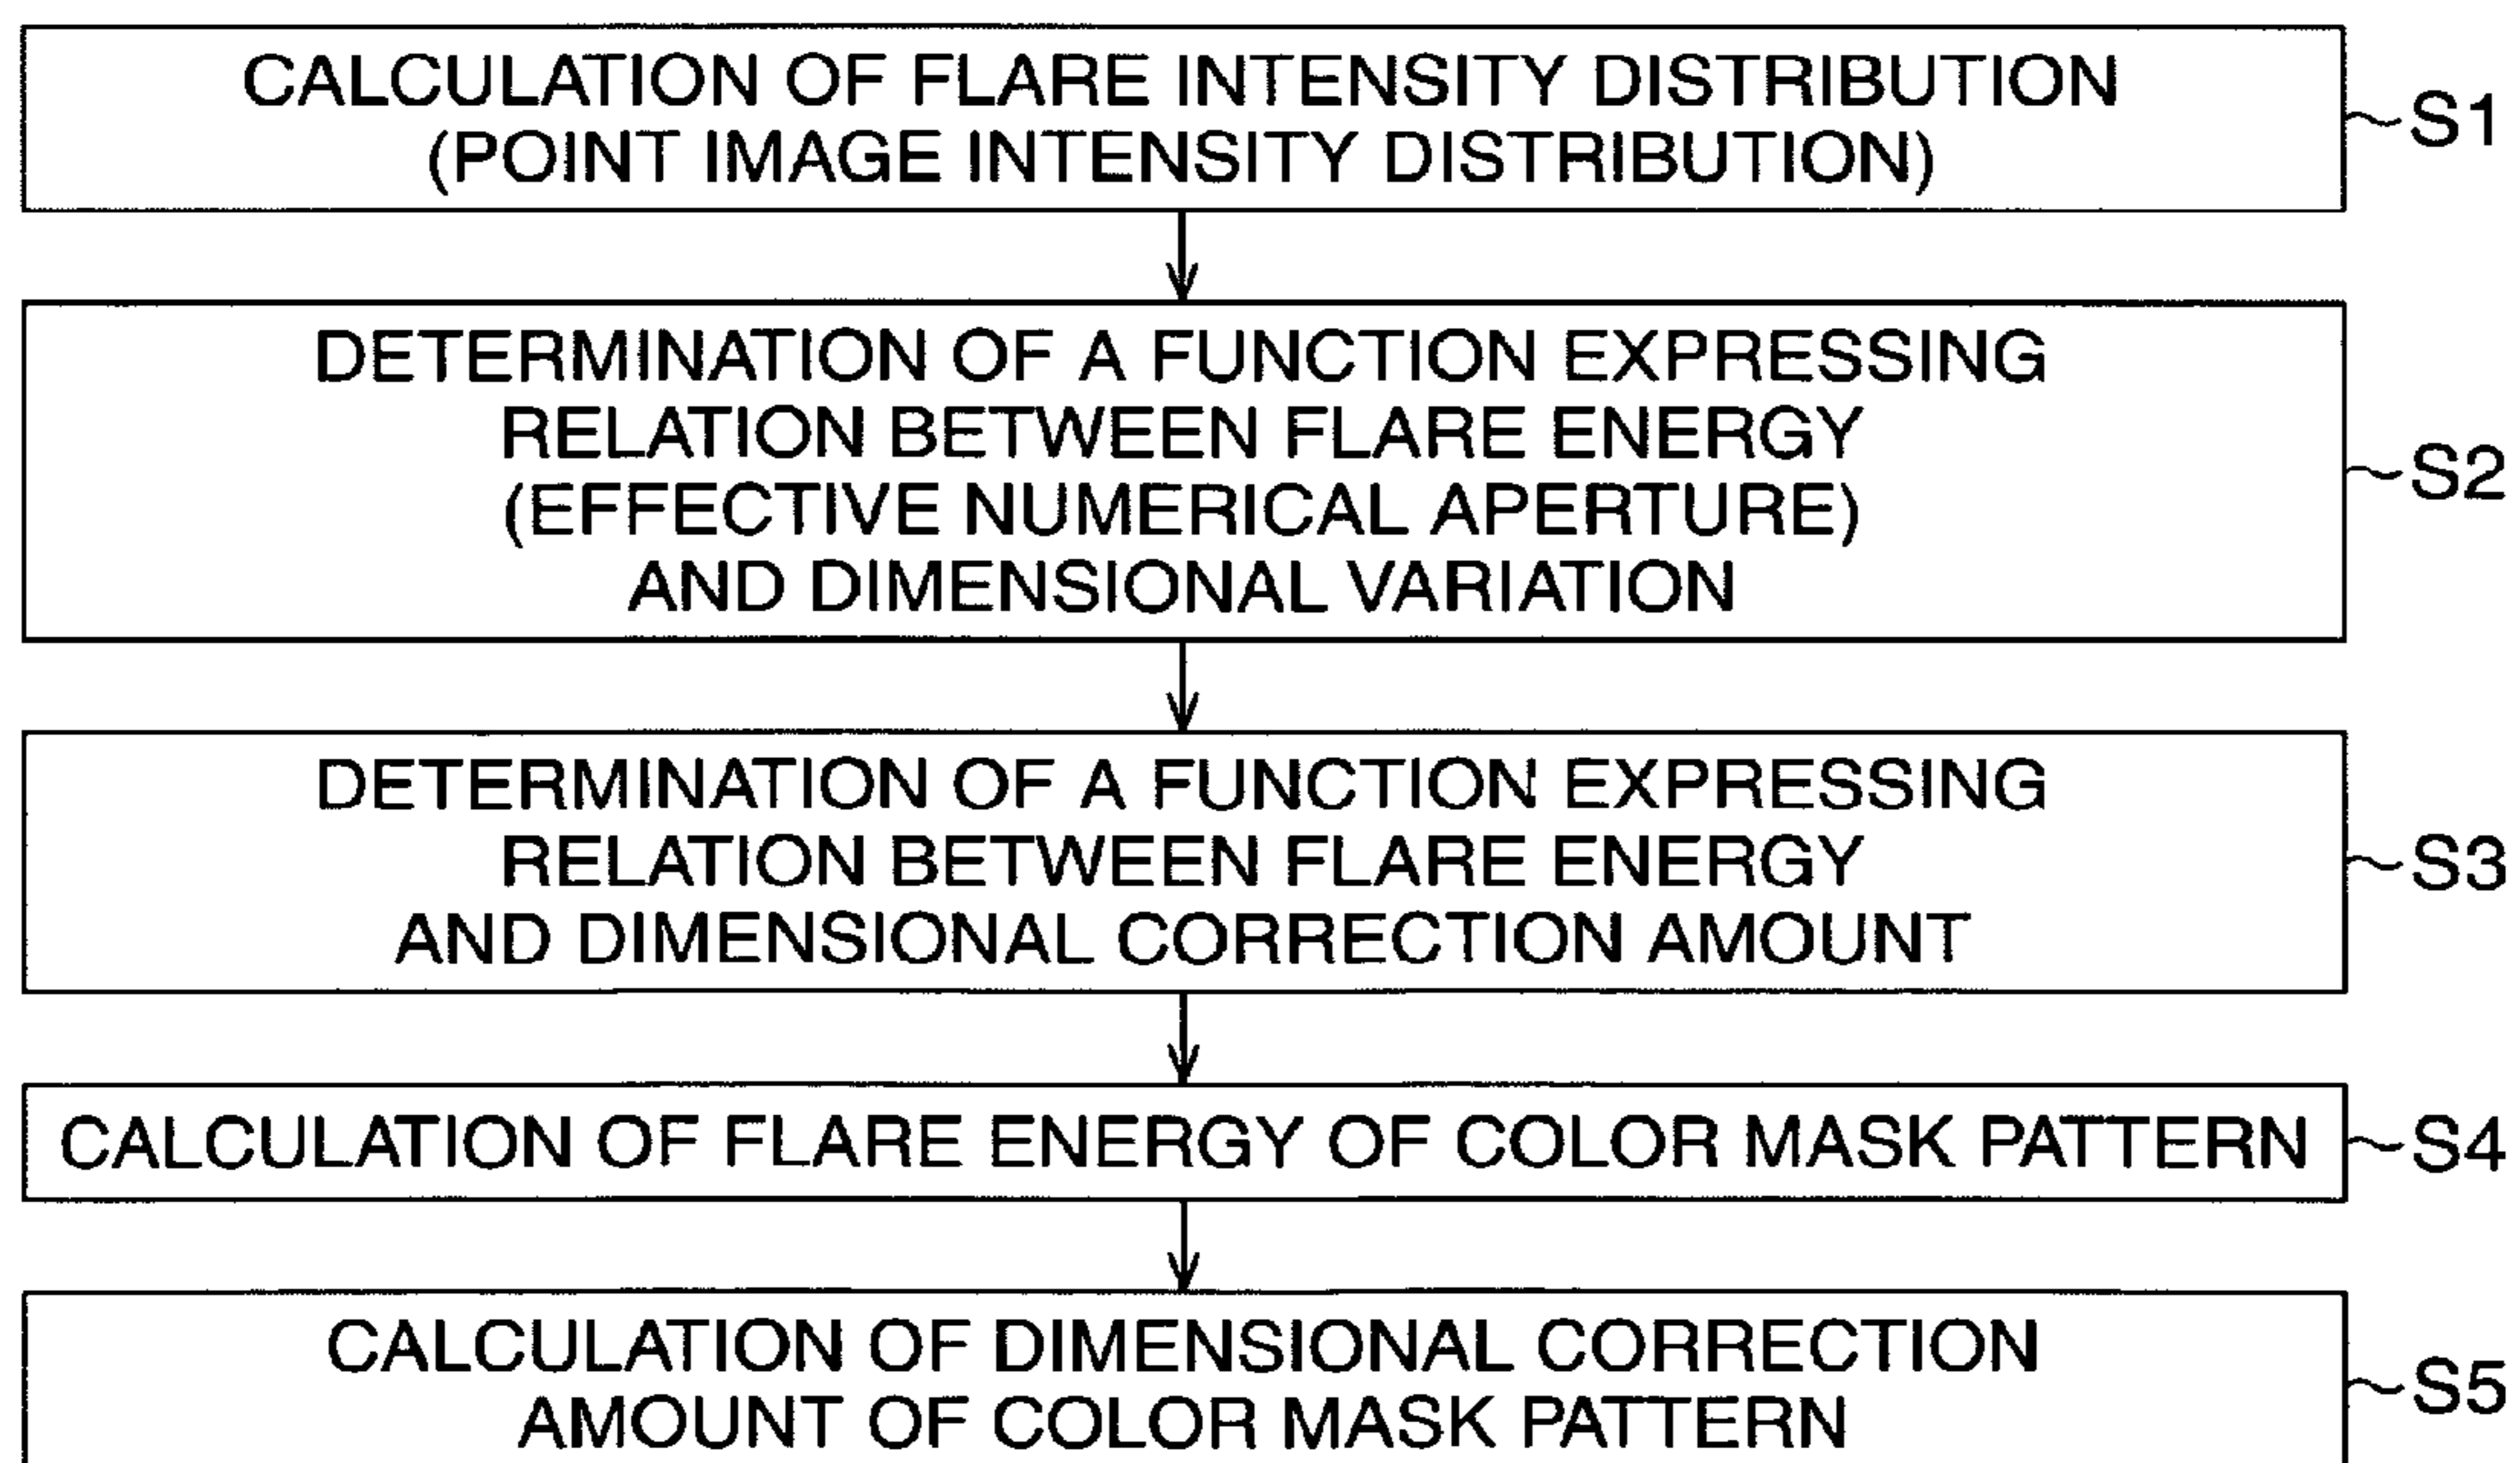 CALCULATION OF FLARE INTENSITY DISTRIBUTION
(POINT IMAGE INTENSITY DISTRIBUTION)
S1
DETERMINATION OF A FUNCTION EXPRESSING
RELATION BETWEEN FLARE ENERGY
(EFFECTIVE NUMERICAL APERTURE)
AND DIMENSIONAL VARIATION
S2
DETERMINATION OF A FUNCTION EXPRESSING
RELATION BETWEEN FLARE ENERGY
AND DIMENSIONAL CORRECTION AMOUNT
S3
CALCULATION OF FLARE ENERGY OF COLOR MASK PATTERN
S4
CALCULATION OF DIMENSIONAL CORRECTION
AMOUNT OF COLOR MASK PATTERN
S5